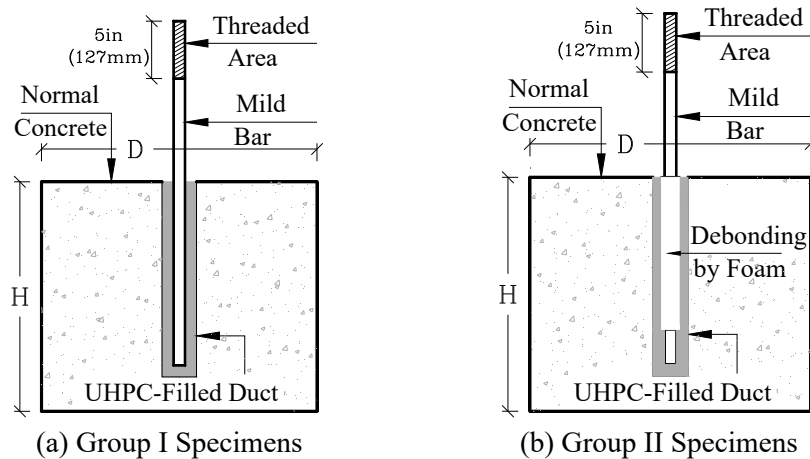 5in
(127mm)
Threaded
Area
Normal
Concrete
Mild
Bar
D
H
UHPC-Filled Duct
(a) Group I Specimens
5in
(127mm)
Threaded
Area
Normal
Concrete
Mild
Bar
D
H
Debonding
by Foam
UHPC-Filled Duct
(b) Group II Specimens